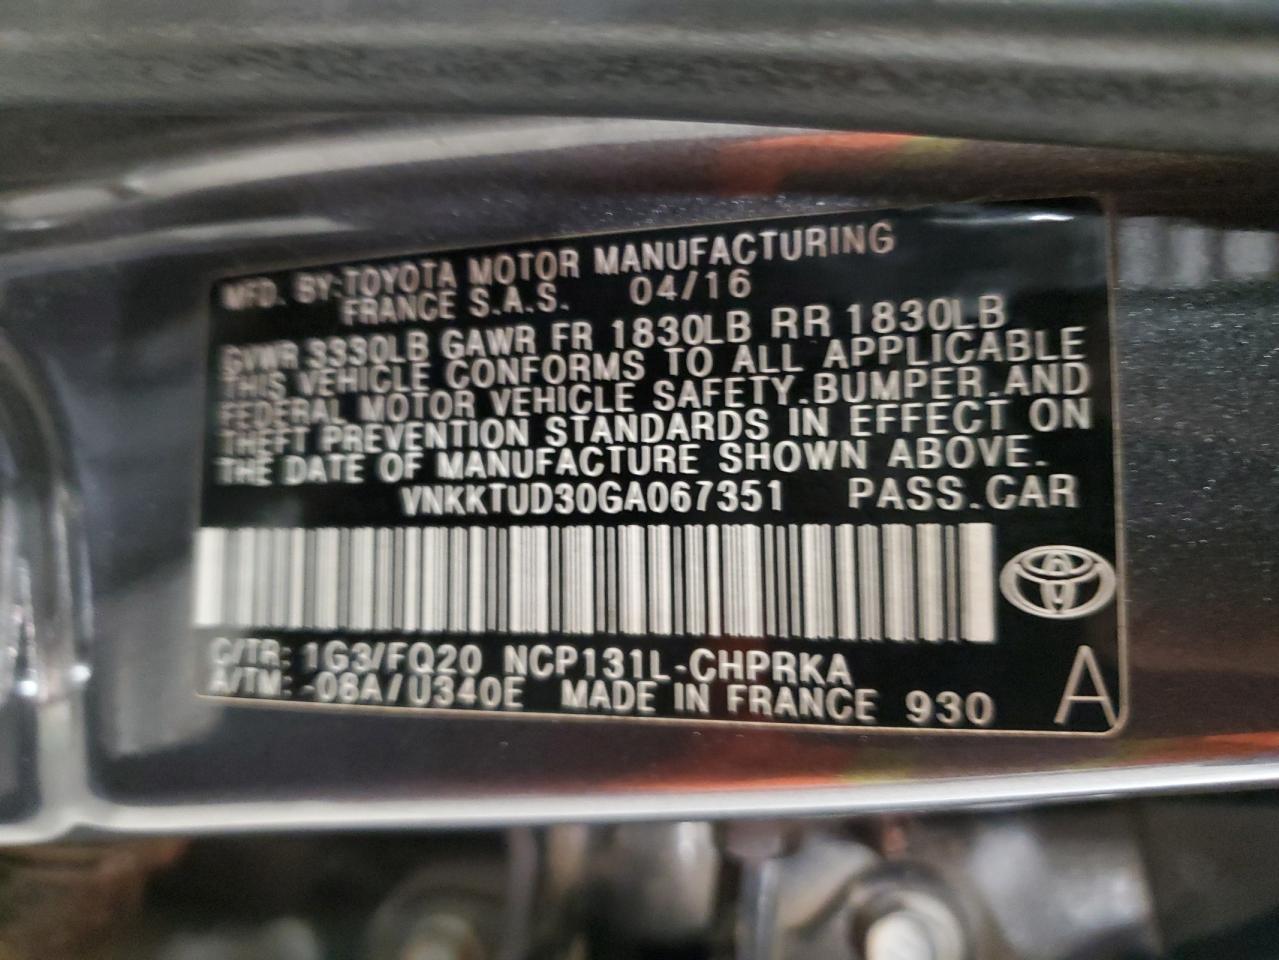 MFD. BY:TOYOTA MOTOR MANUFACTURING
FRANCE S.A.S. 04/16
GVWR 3330LB GAWR FR 1830LB RR 1830LB
THIS VEHICLE CONFORMS TO ALL APPLICABLE
FEDERAL MOTOR VEHICLE SAFETY,BUMPER,AND
THEFT PREVENTION STANDARDS IN EFFECT ON
THE DATE OF MANUFACTURE SHOWN ABOVE.
VNKKTUD30GA067351 PASS.CAR
C/TR: 1G3/FQ20 NCP131L-CHPRKA
A/TM: -08A/U340E MADE IN FRANCE 930 A